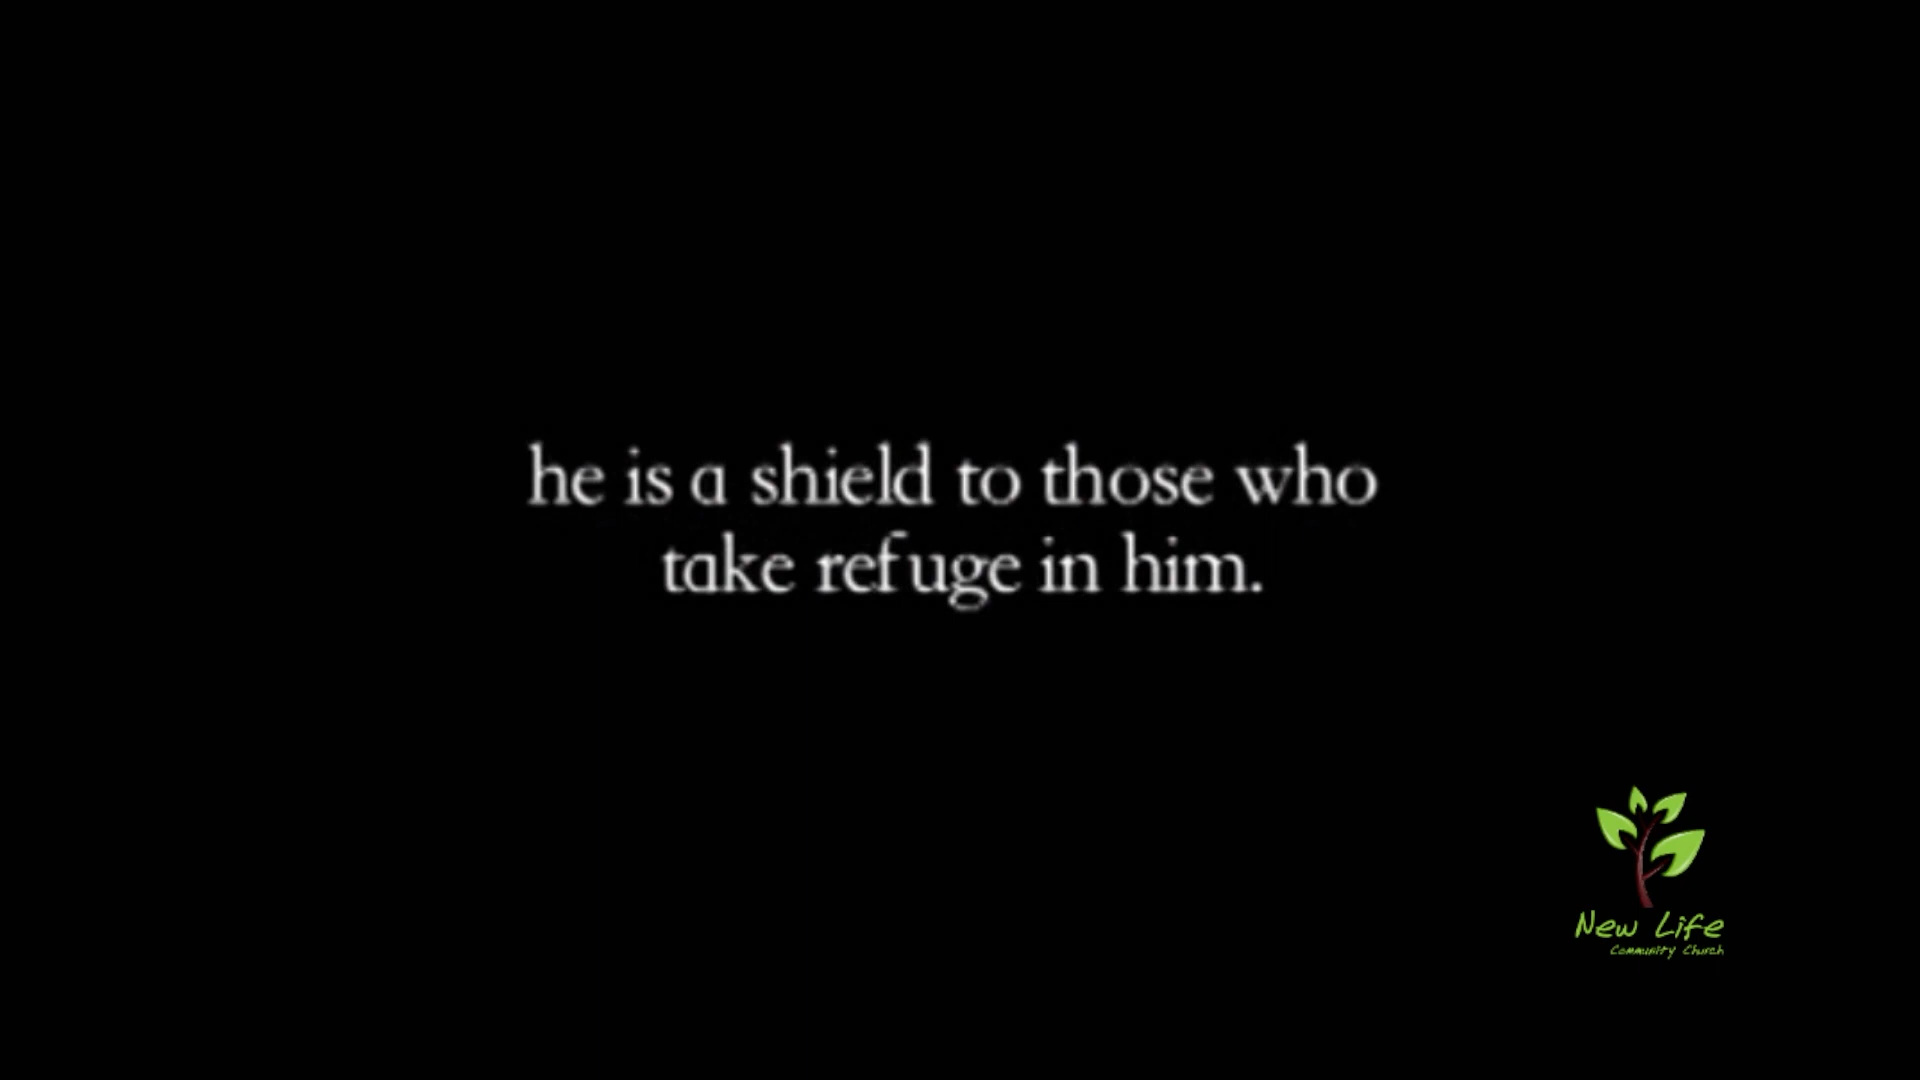 he is a shield to those who
take refuge in him.
New Life
Community Church